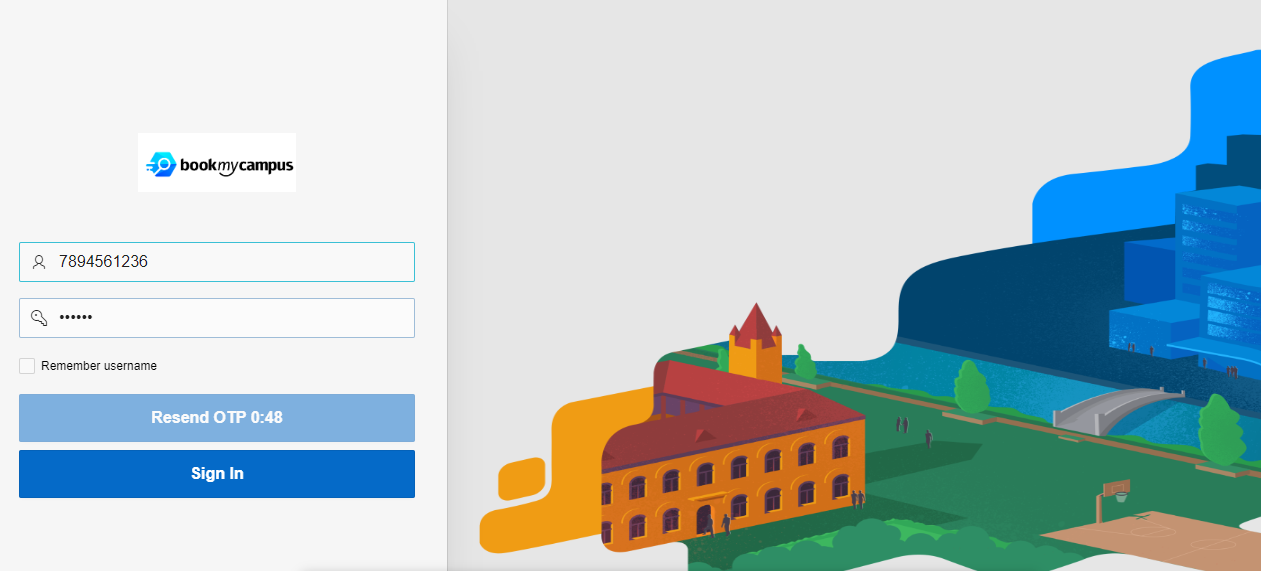 bookmycampus
7894561236
••••••
Remember username
Resend OTP 0:48
Sign In